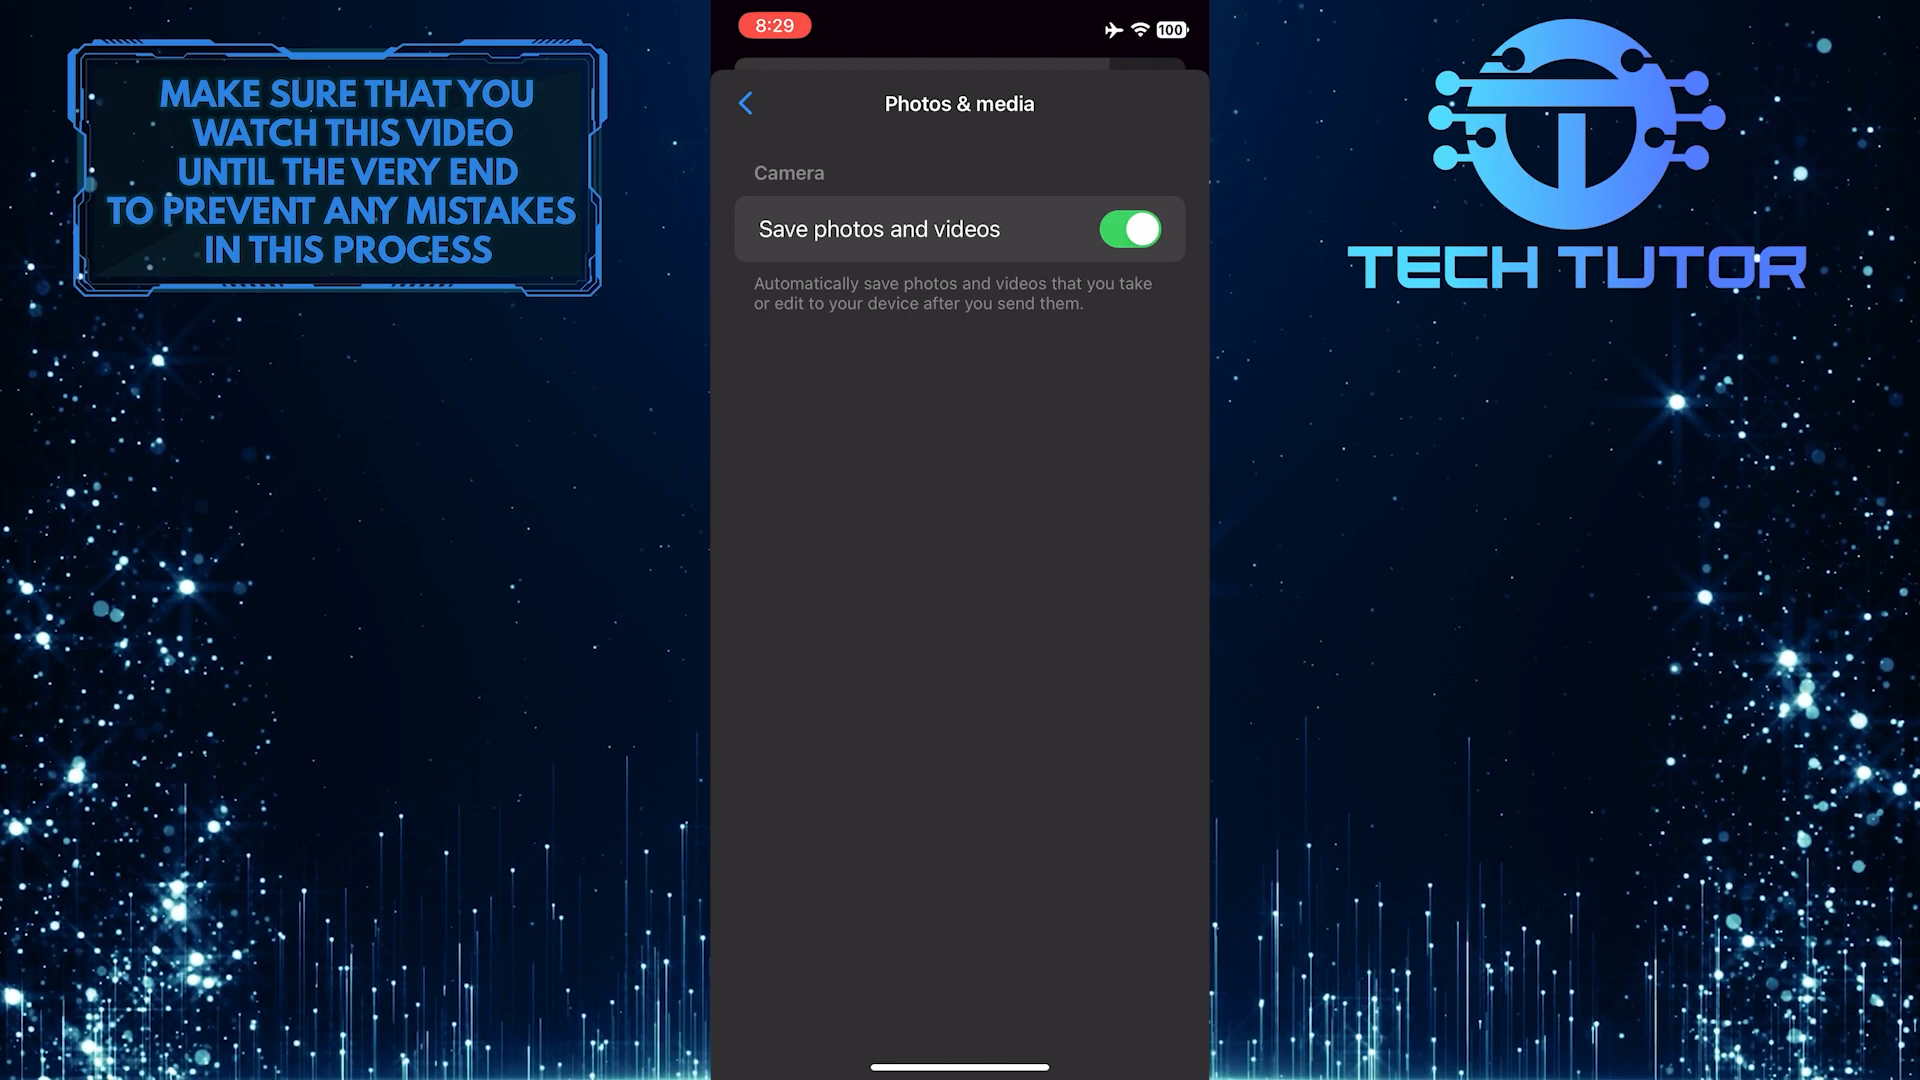 MAKE SURE THAT YOU
WATCH THIS VIDEO
UNTIL THE VERY END
TO PREVENT ANY MISTAKES
IN THIS PROCESS
8:29
100
Photos & media
Camera
Save photos and videos
Automatically save photos and videos that you take
or edit to your device after you send them.
TECH TUTOR